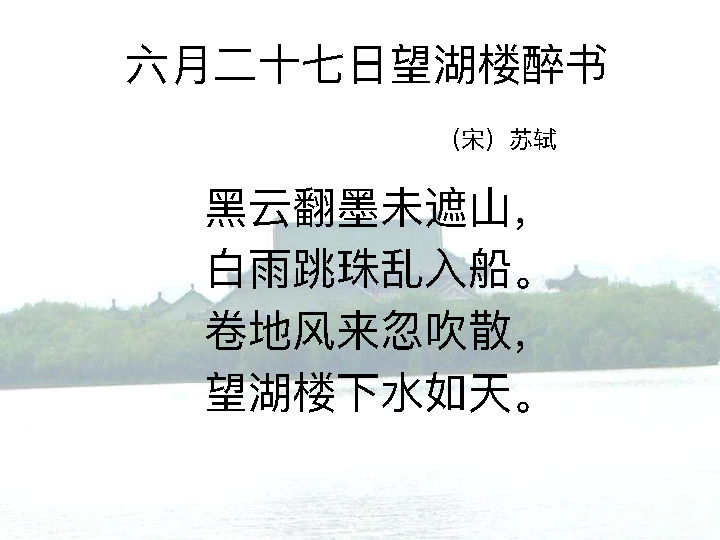 六月二十七日望湖楼醉书
（宋）苏轼
黑云翻墨未遮山，
白雨跳珠乱入船。
卷地风来忽吹散，
望湖楼下水如天。